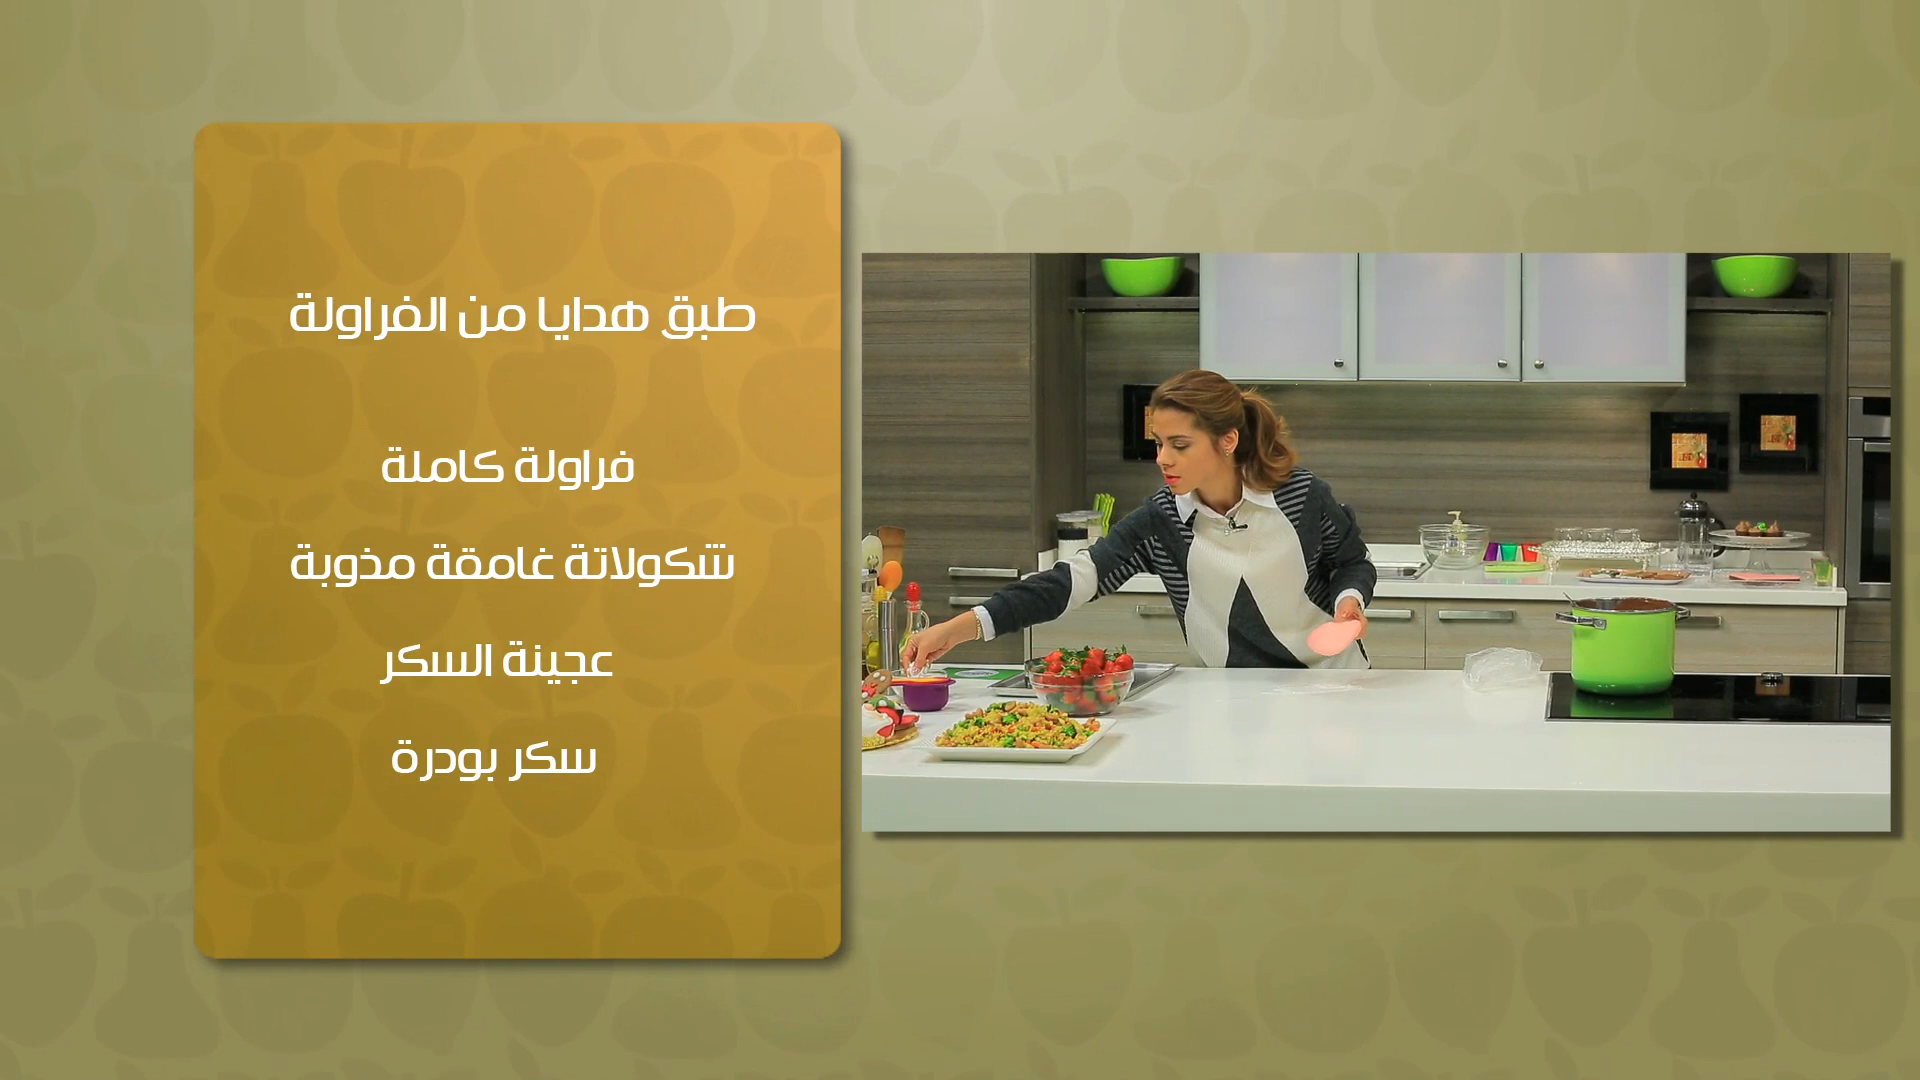 طبق هدايا من الفراولة
فراولة كاملة
شكولاتة غامقة مذوبة
عجينة السكر
سكر بودرة